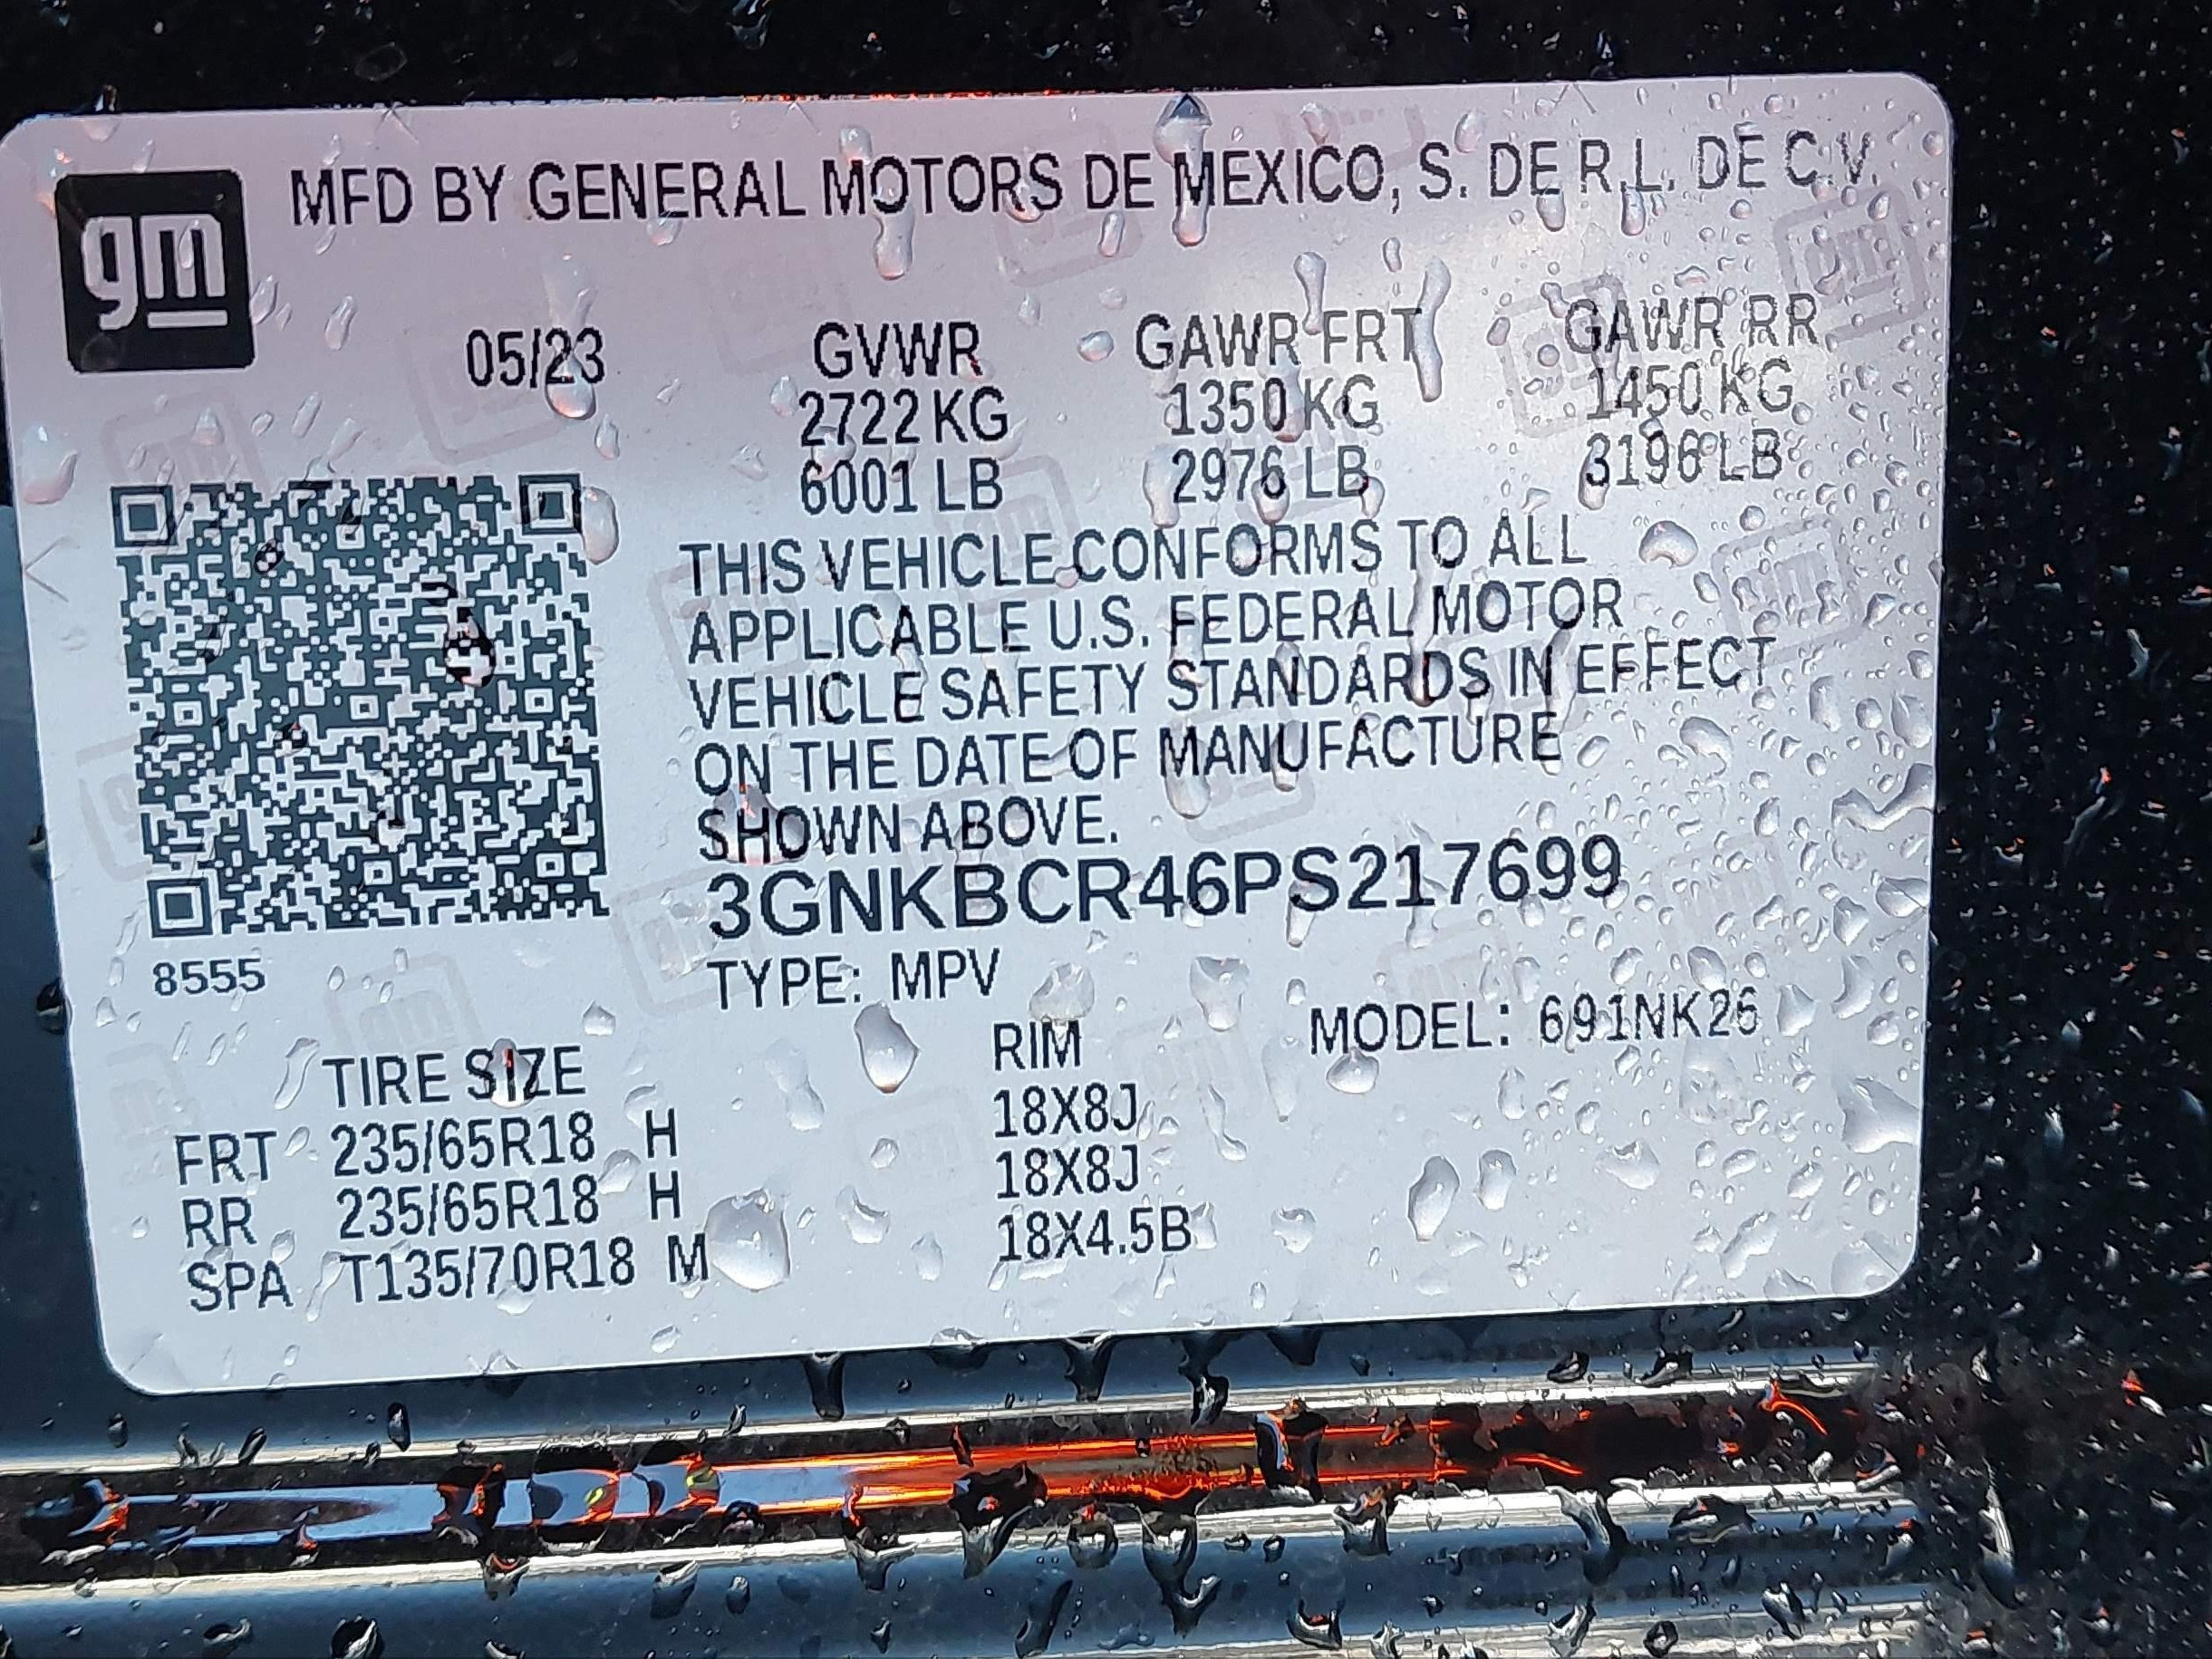 gm MFD BY GENERAL MOTORS DE MEXICO, S. DE R.L. DE C.V.
05/23 GVWR GAWR FRT GAWR RR
2722 KG 1350 KG 1450 KG
6001 LB 2976 LB 3196 LB
THIS VEHICLE CONFORMS TO ALL
APPLICABLE U.S. FEDERAL MOTOR
VEHICLE SAFETY STANDARDS IN EFFECT
ON THE DATE OF MANUFACTURE
SHOWN ABOVE.
3GNKBCR46PS217699
8555 TYPE: MPV
TIRE SIZE RIM MODEL: 691NK26
FRT 235/65R18 H 18X8J
RR 235/65R18 H 18X8J
SPA T135/70R18 M 18X4.5B